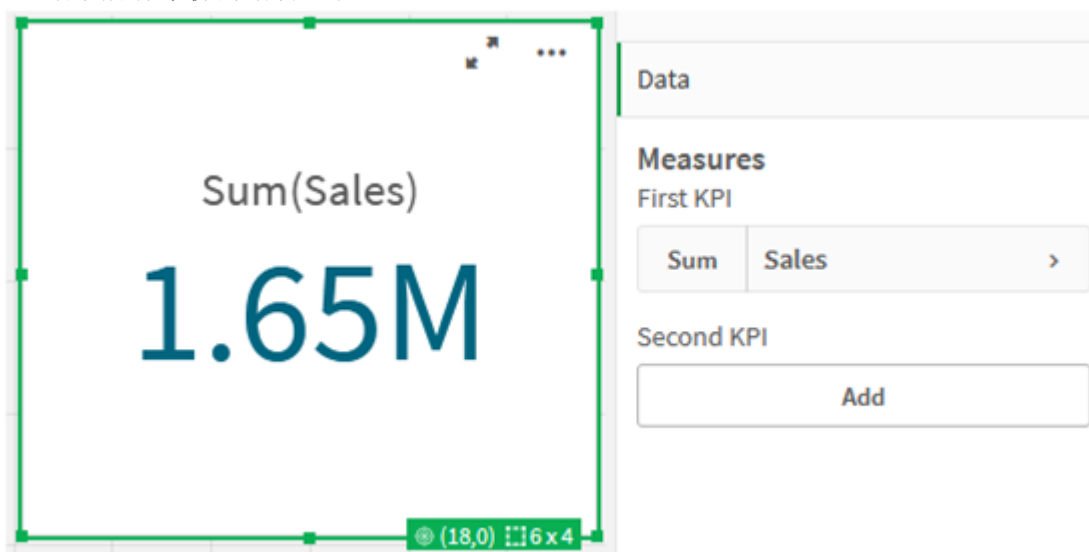 Sum(Sales)
1.65M
(18,0) 6 x 4
Data
Measures
First KPI
Sum Sales
Second KPI
Add